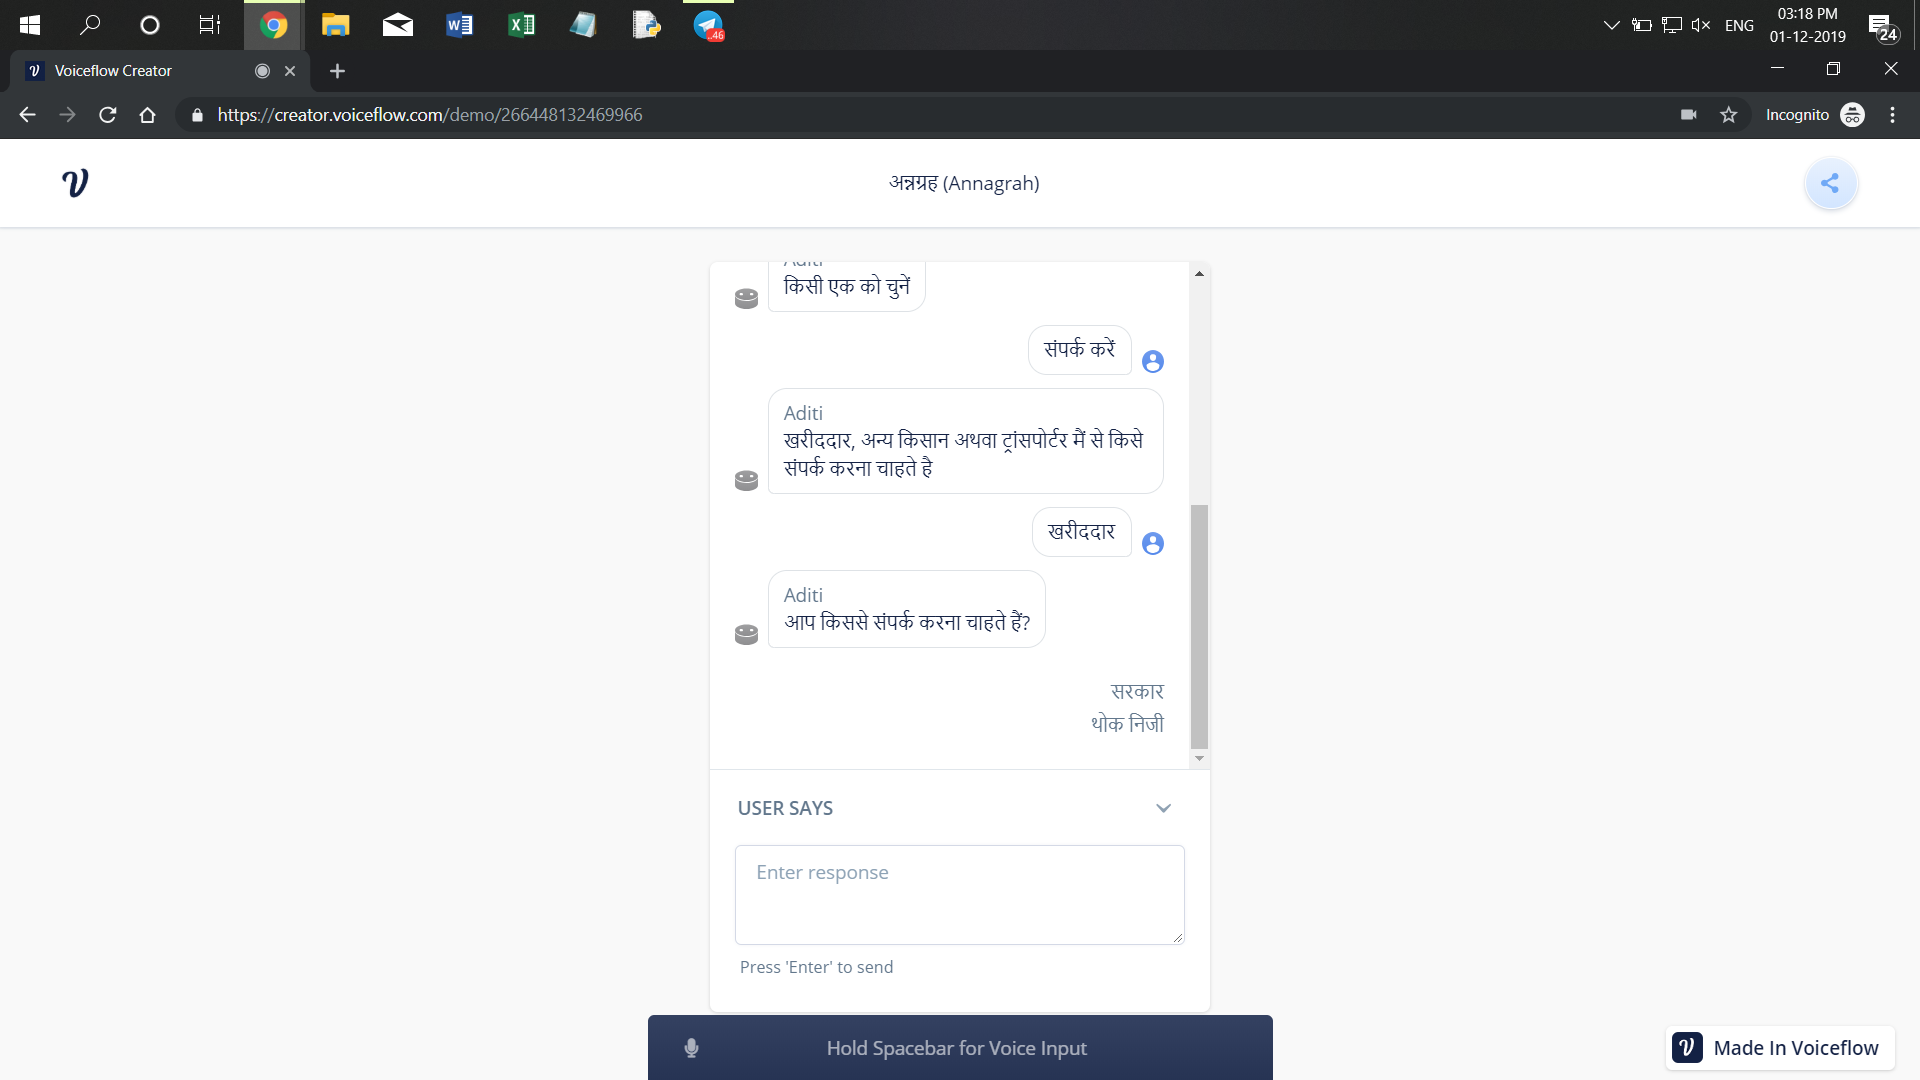 ENG
03:18 PM
01-12-2019
24
46
Voiceflow Creator
https://creator.voiceflow.com/demo/266448132469966
Incognito
अन्नग्रह (Annagrah)
Aditi
किसी एक को चुनें
संपर्क करें
Aditi
खरीददार, अन्य किसान अथवा ट्रांसपोर्टर मैं से किसे
संपर्क करना चाहते है
खरीददार
Aditi
आप किससे संपर्क करना चाहते हैं?
सरकार
थोक निजी
USER SAYS
Enter response
Press 'Enter' to send
Hold Spacebar for Voice Input
Made In Voiceflow